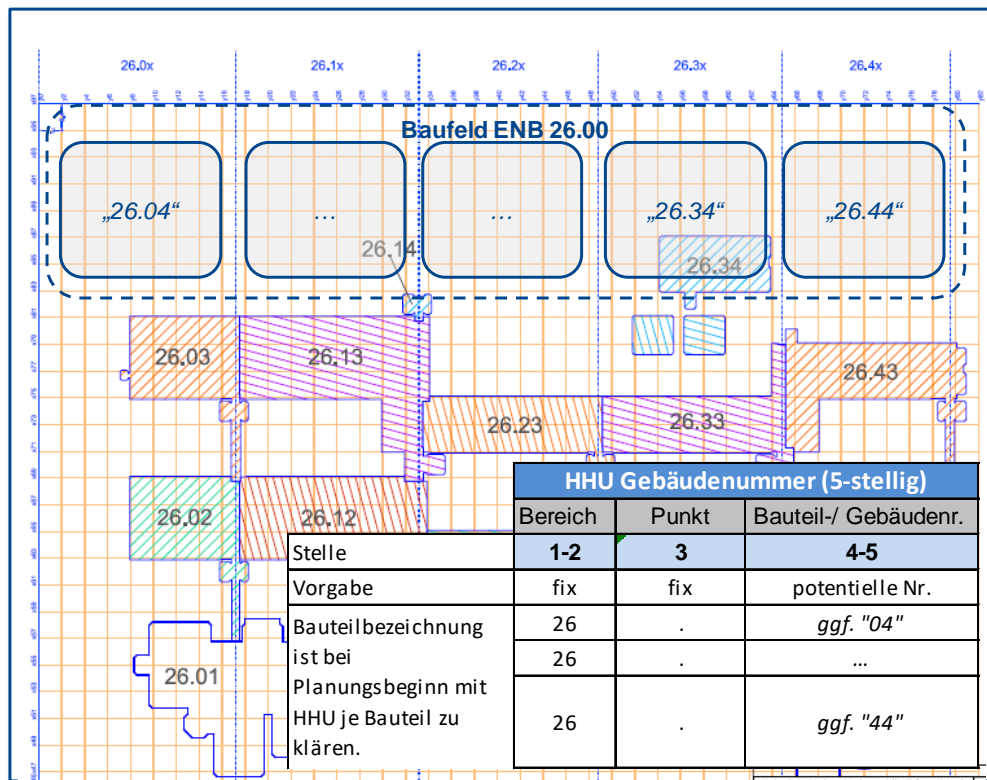 26.0x 26.1x 26.2x 26.3x 26.4x
Baufeld ENB 26.00
„26.04“ … … „26.34“ „26.44“
26.14
26.34
26.03 26.13 26.43
26.23 26.33
26.02 26.12
26.01
HHU Gebäudenummer (5-stellig)
Bereich Punkt Bauteil-/ Gebäudenr.
Stelle 1-2 3 4-5
Vorgabe fix fix potentielle Nr.
Bauteilbezeichnung
ist bei
Planungsbeginn mit
HHU je Bauteil zu
klären.
26 . ggf. "04"
26 . ...
26 . ggf. "44"